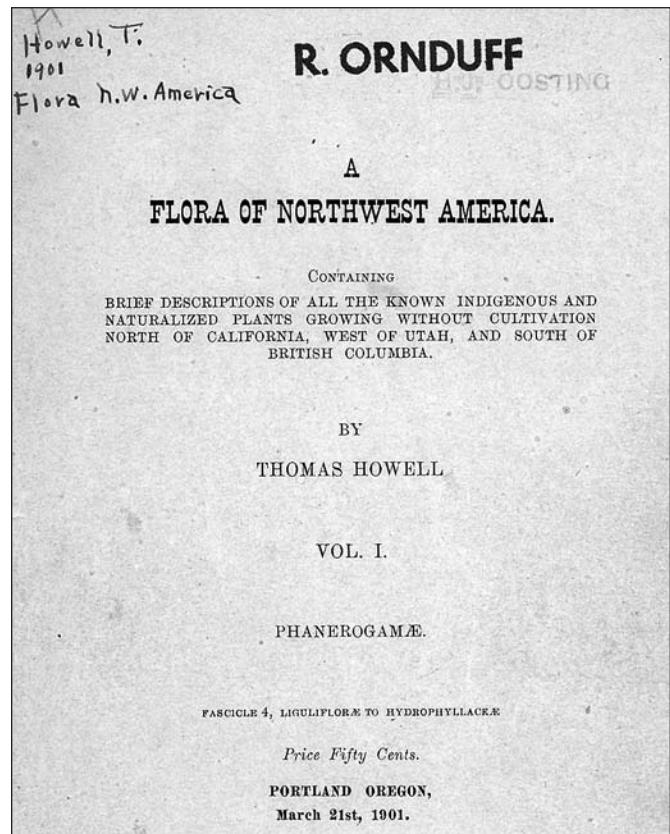 Howell, T.
1901
Flora N.W. America
R. ORNDUFF
H.J. OOSTING
A
FLORA OF NORTHWEST AMERICA.
CONTAINING
BRIEF DESCRIPTIONS OF ALL THE KNOWN INDIGENOUS AND
NATURALIZED PLANTS GROWING WITHOUT CULTIVATION
NORTH OF CALIFORNIA, WEST OF UTAH, AND SOUTH OF
BRITISH COLUMBIA.
BY
THOMAS HOWELL
VOL. I.
PHANEROGAMÆ.
FASCICLE 4, LIGULIFLORÆ TO HYDROPHYLLACEÆ
Price Fifty Cents.
PORTLAND OREGON,
March 21st, 1901.